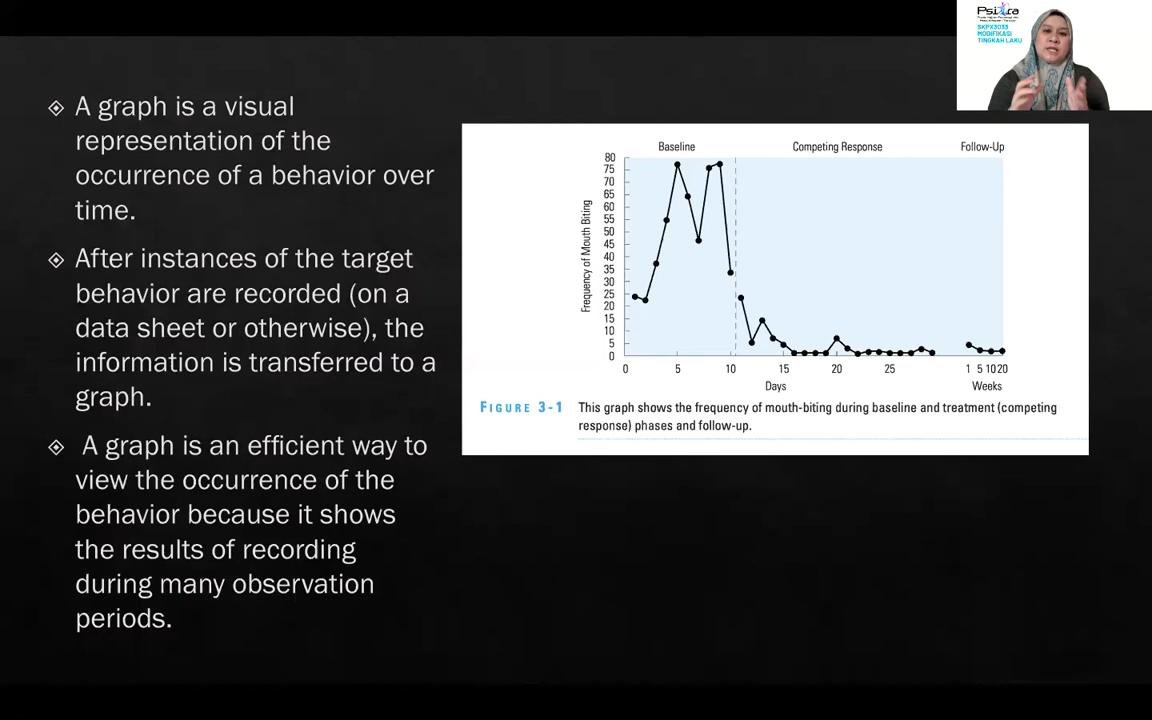 PsiTra
SKPX3033
MODIFIKASI
TINGKAH LAKU
◈ A graph is a visual
representation of the
occurrence of a behavior over
time.
◈ After instances of the target
behavior are recorded (on a
data sheet or otherwise), the
information is transferred to a
graph.
◈ A graph is an efficient way to
view the occurrence of the
behavior because it shows
the results of recording
during many observation
periods.
Baseline Competing Response Follow-Up
Frequency of Mouth Biting
80
75
70
65
60
55
50
45
40
35
30
25
20
15
10
5
0
0 5 10 15 20 25 1 5 10 20
Days Weeks
FIGURE 3-1 This graph shows the frequency of mouth-biting during baseline and treatment (competing
response) phases and follow-up.